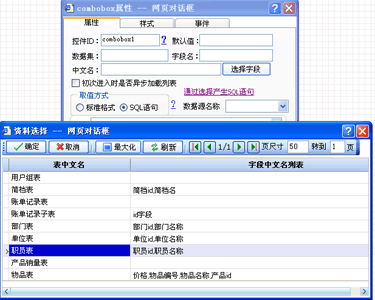 combobox属性 -- 网页对话框
属性 样式 事件
控件ID: combobox1 ? 默认值:
数据集: 字段名:
中文名: 选择字段
初次进入时是否异步加载列表
取值方式
标准格式 SQL语句 ?
通过选择产生SQL语句
数据源名称
资料选择 -- 网页对话框
确定 取消 最大化 刷新 1/1 页尺寸 50 转到 1 页
表中文名 字段中文名列表
用户组表
简档表 简档id,简档名
账单记录表
账单记录子表 id字段
部门表 部门id,部门名称
单位表 单位id,单位名称
职员表 职员id,职员名称
产品销量表
物品表 价格,物品编号,物品名称,产品id